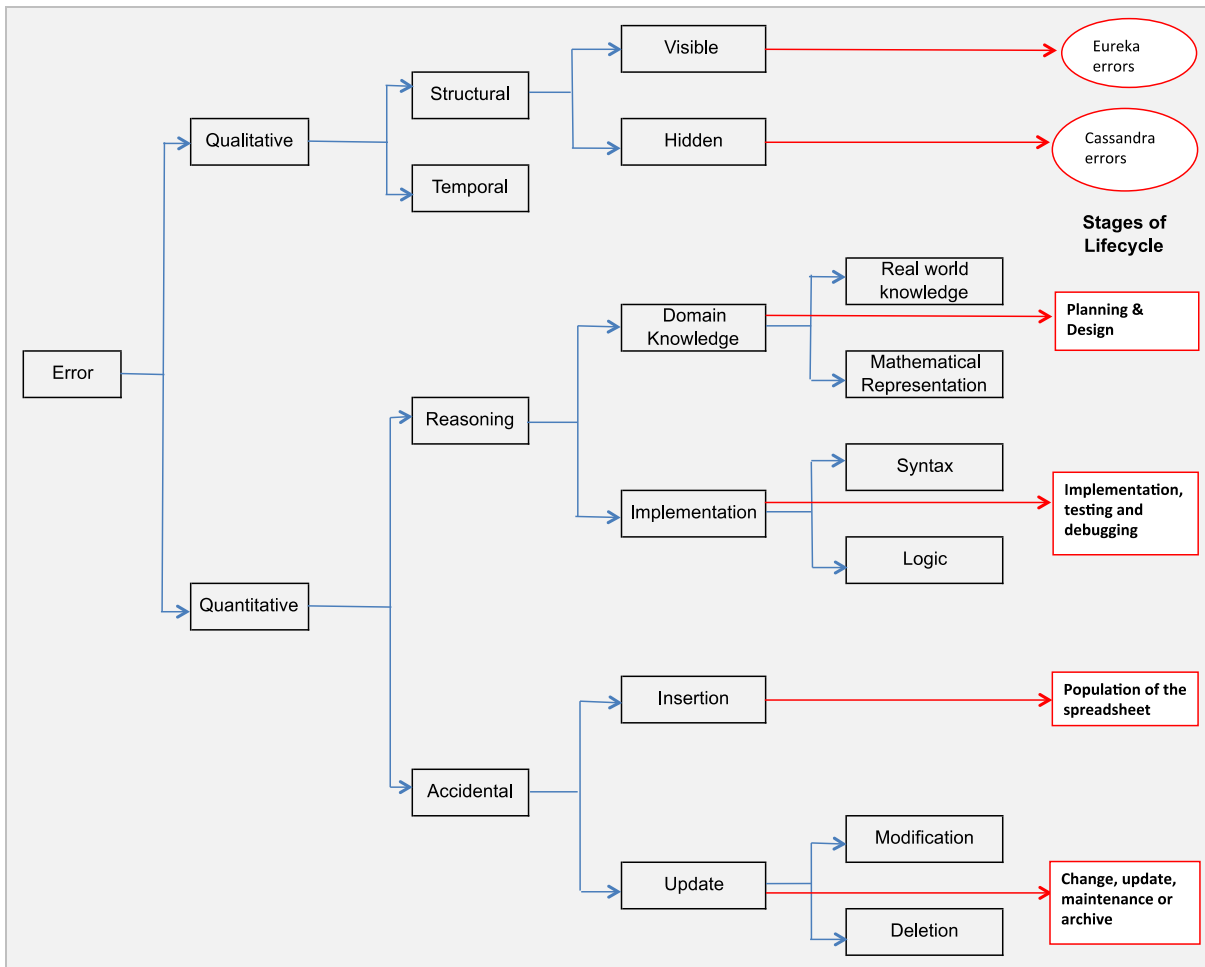 Visible
Eureka
errors
Structural
Qualitative
Hidden
Cassandra
errors
Temporal
Stages of
Lifecycle
Real world
knowledge
Domain
Knowledge
Planning &
Design
Error
Mathematical
Representation
Reasoning
Syntax
Implementation
Implementation,
testing and
debugging
Logic
Quantitative
Insertion
Population of the
spreadsheet
Accidental
Modification
Update
Change, update,
maintenance or
archive
Deletion